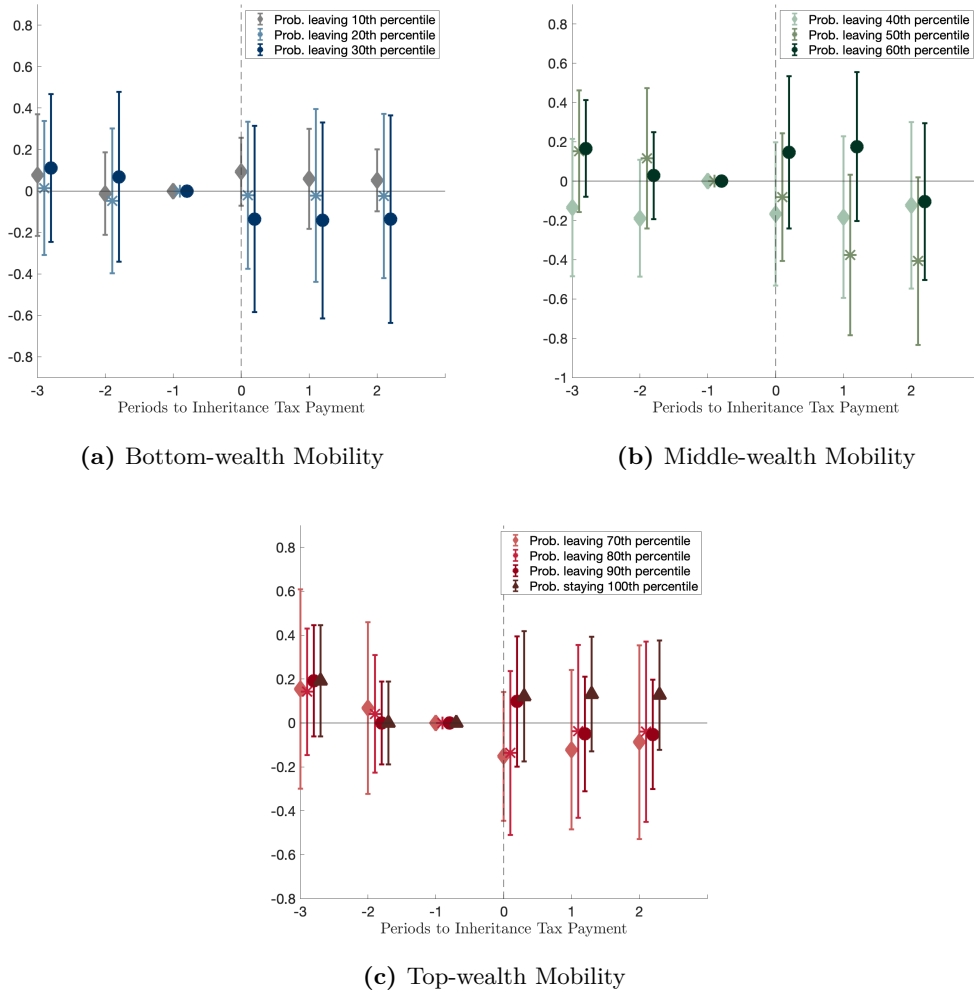 Prob. leaving 10th percentile
Prob. leaving 20th percentile
Prob. leaving 30th percentile
0.8
0.6
0.4
0.2
0
-0.2
-0.4
-0.6
-0.8
-3
-2
-1
0
1
2
Periods to Inheritance Tax Payment
(a) Bottom-wealth Mobility
Prob. leaving 40th percentile
Prob. leaving 50th percentile
Prob. leaving 60th percentile
0.8
0.6
0.4
0.2
0
-0.2
-0.4
-0.6
-0.8
-1
-3
-2
-1
0
1
2
Periods to Inheritance Tax Payment
(b) Middle-wealth Mobility
Prob. leaving 70th percentile
Prob. leaving 80th percentile
Prob. leaving 90th percentile
Prob. staying 100th percentile
0.8
0.6
0.4
0.2
0
-0.2
-0.4
-0.6
-0.8
-3
-2
-1
0
1
2
Periods to Inheritance Tax Payment
(c) Top-wealth Mobility